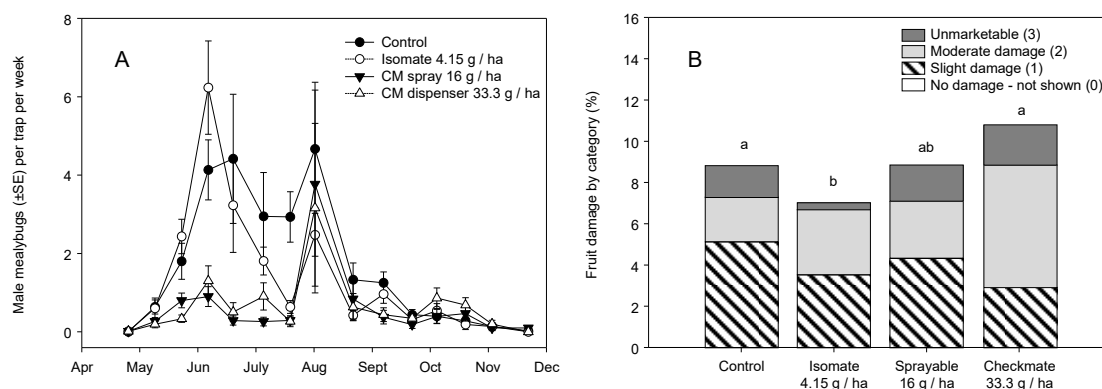 A
Male mealybugs (±SE) per trap per week
8
6
4
2
0
Control
Isomate 4.15 g / ha
CM spray 16 g / ha
CM dispenser 33.3 g / ha
Apr May Jun Jun Aug Sept Oct Nov Dec
B
Fruit damage by category (%)
16
14
12
10
8
6
4
2
0
Unmarketable (3)
Moderate damage (2)
Slight damage (1)
No damage - not shown (0)
a
b
ab
a
Control Isomate Sprayable Checkmate
4.15 g / ha 16 g / ha 33.3 g / ha